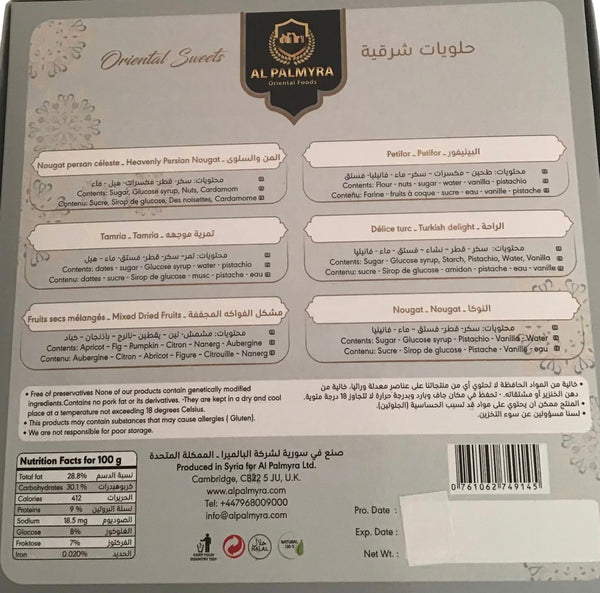 Oriental Sweets
AL PALMYRA
Oriental Foods
حلويات شرقية
Nougat persan céleste - Heavenly Persian Nougat - المن والسلوى
محتويات: سكر- قطر- مكسرات- هيل - ماء
Contents: Sugar, Glucose syrup, Nuts, Cardamom
Contenu: Sucre, Sirop de glucose, Des noisettes, Cardamome
Petifor - Petifor - البيتيفور
محتويات: طحين - مكسرات - سكر- ماء - فانيليا- فستق
Contents: Flour - nuts - sugar - water - vanilla - pistachio
Contenu: Farine - fruits à coque - sucre - eau - vanille - pistache
Tamria - Tamria - تمرية موجهه
محتويات: تمر- سكر- قطر- فستق- ماء - هيل
Contents: dates - sugar - Glucose syrup - water - pistachio
Contenu: dattes - sucre - Sirop de glucose - musc - pistache - eau
Délice turc - Turkish delight - الراحة
محتويات: سكر - قطر - نشاء - فستق - ماء - فانيليا
Contents: Sugar - Glucose syrup, Starch, Pistachio, Water, Vanilla
Contenu: sucre - Sirop de glucose - amidon - pistache - eau - vanille
Fruits secs mélangés - Mixed Dried Fruits - مشكل الفواكه المجففة
محتويات: مشمش- تين - يقطين -نارنج - باذنجان - كباد
Contents: Apricot - Fig - Pumpkin - Citron - Nanerg - Aubergine
Contenu: Aubergine - Citron - Abricot - Figure - Citrouille - Nanerg
Nougat - Nougat - النوكا
محتويات: سكر- قطر- فستق - ماء - فانيليا
Contents: Sugar - Glucose syrup - Pistachio - Vanilla - Water
Contenu: Sucre - Sirop de glucose - Pistache - Vanille - eau
• Free of preservatives None of our products contain genetically modified
ingredients.Contains no pork fat or its derivatives. -They are kept in a dry and cool
place at a temperature not exceeding 18 degrees Celsius.
• This product may contain substances that may cause allergies ( Gluten).
• We are not responsible for poor storage.
• خالية من المواد الحافظة لا تحتوي أي من منتجاتنا على عناصر معدلة وراثيا، خالية من
دهن الخنزير أو مشتقاته. - تحفظ في مكان جاف وبارد وبدرجة حرارة لا تتجاوز 18 درجة مئوية.
• المنتج ممكن ان يحتوي على مواد قد تسبب الحساسية (الجلوتين).
• لسنا مسؤولين عن سوء التخزين.
Nutrition Facts for 100 g
Total fat 28.8% نسبة الدسم
Carbohydrates 30.1 % كربوهيدرات
Calories 412 الحريرات
Proteins 9 % نسبة البروتين
Sodium 18.5 mg الصوديوم
Glucose 8% الغلوكوز
Froktose 7% الفركتوز
Iron 0.020% الحديد
صنع في سورية لشركة البالميرا - المملكة المتحدة
Produced in Syria for Al Palmyra Ltd.
Cambridge, CB22 5 JU, U.K.
www.alpalmyra.com
Tel: +447968009000
info@alpalmyra.com
KEEP YOUR
COUNTRY TIDY
HALAL
NATURAL
100 %
0 761062 749145
Pro. Date :
Exp. Date :
Net Wt. :